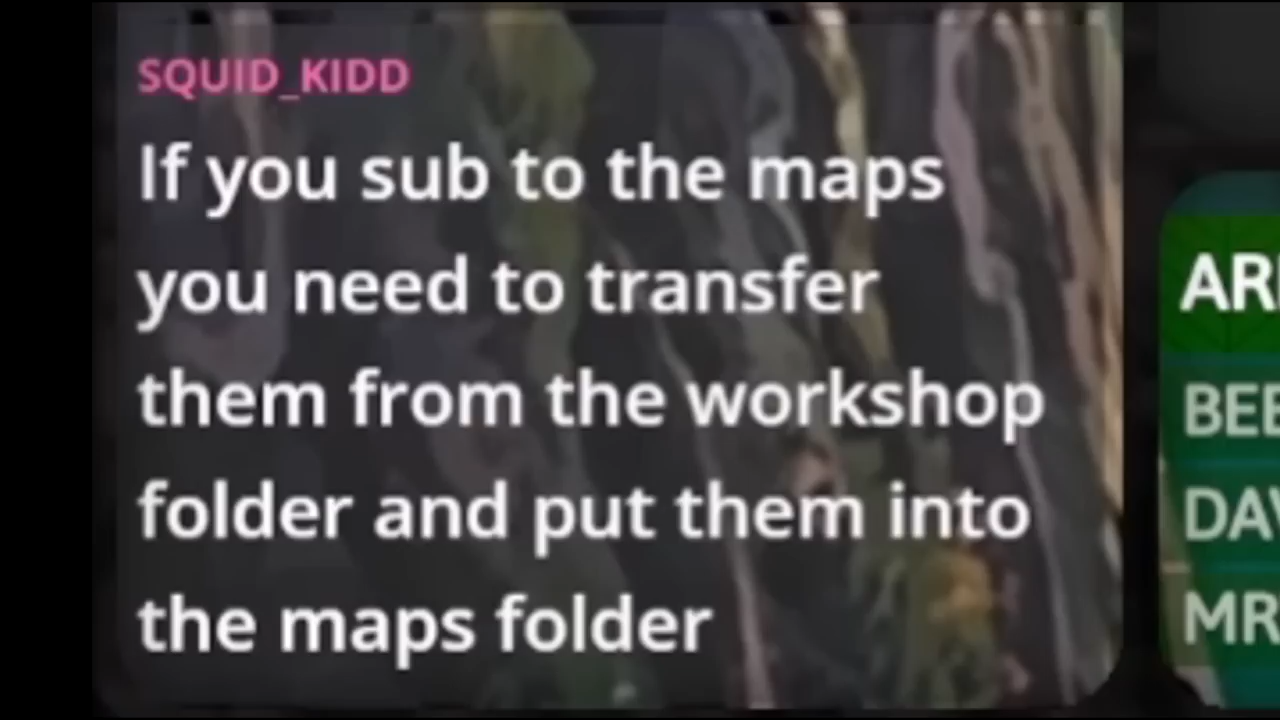 SQUID_KIDD
If you sub to the maps
you need to transfer
them from the workshop
folder and put them into
the maps folder